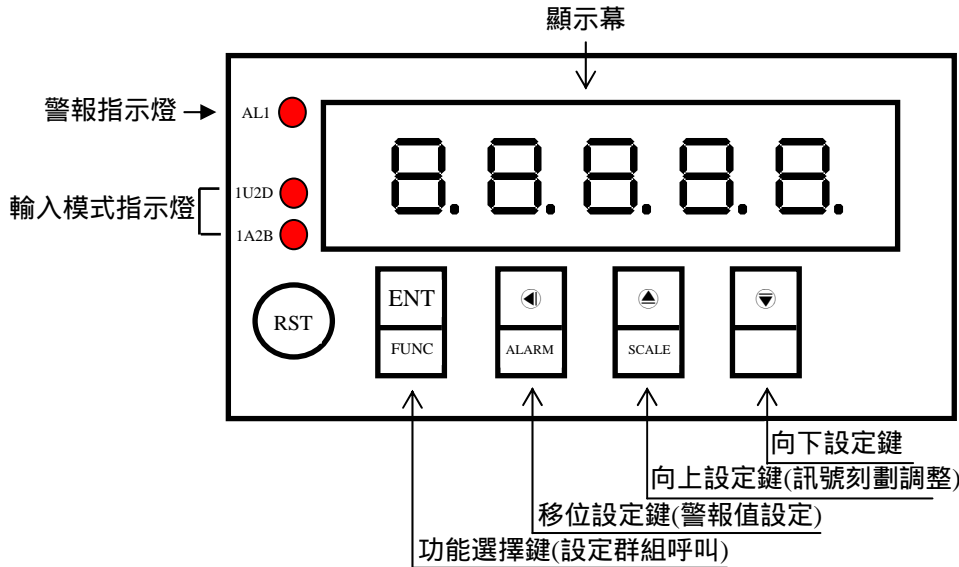 顯示幕
警報指示燈
AL1
1U2D
輸入模式指示燈
1A2B
8.8.8.8.8.
RST
ENT
FUNC
ALARM
SCALE
向下設定鍵
向上設定鍵(訊號刻劃調整)
移位設定鍵(警報值設定)
功能選擇鍵(設定群組呼叫)